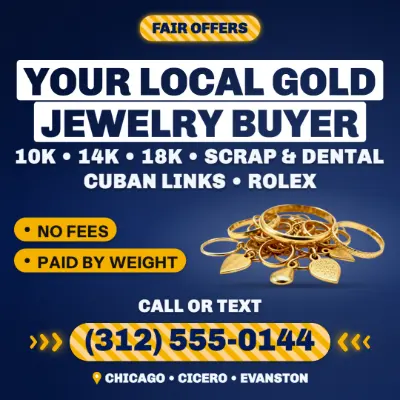 FAIR OFFERS
YOUR LOCAL GOLD
JEWELRY BUYER
10K • 14K • 18K • SCRAP & DENTAL
CUBAN LINKS • ROLEX
• NO FEES
• PAID BY WEIGHT
CALL OR TEXT
(312) 555-0144
CHICAGO • CICERO • EVANSTON